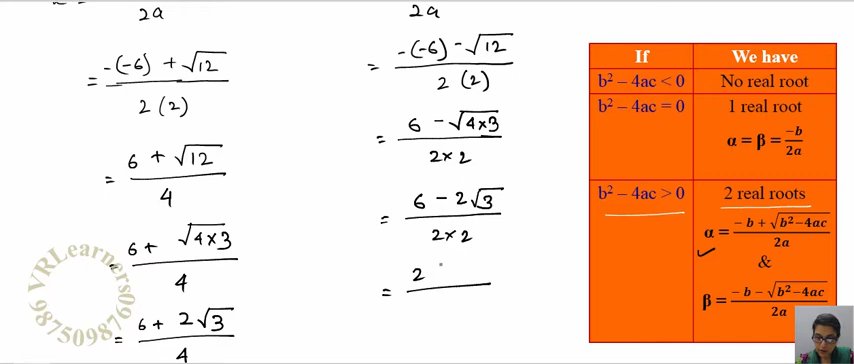 2a
= -(-6) + √12 / 2(2)
= 6 + √12 / 4
= 6 + √4×3 / 4
= 6 + 2√3 / 4
2a
= -(-6) - √12 / 2(2)
= 6 - √4×3 / 2×2
= 6 - 2√3 / 2×2
= 2
If We have
b² – 4ac < 0 No real root
b² – 4ac = 0 1 real root
α = β = −b / 2a
b² – 4ac > 0 2 real roots
α = − b + √b²−4ac / 2a
&
β = − b − √b²−4ac / 2a
VRLearners
9875098760